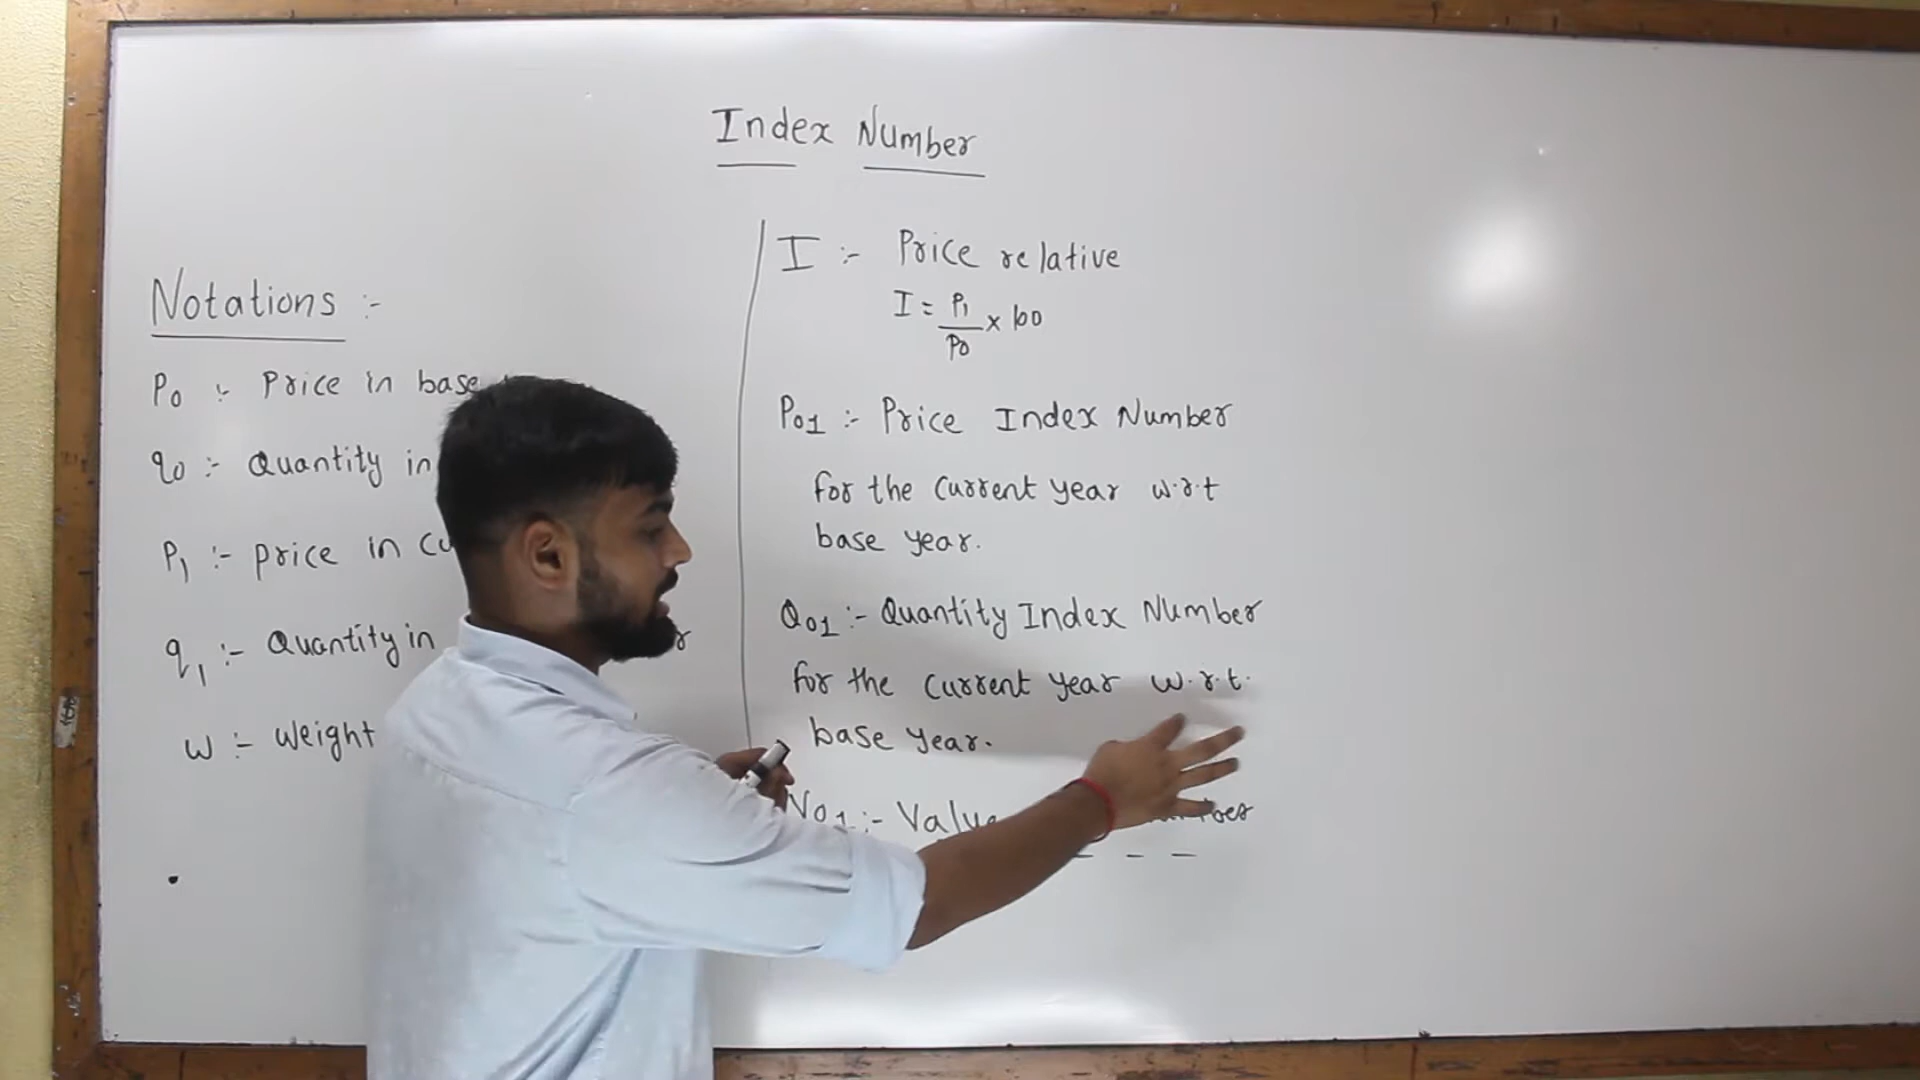 Index Number
Notations :-
P0 :- Price in base
q0 :- Quantity in
P1 :- price in
q1 :- Quantity in
w :- Weight
I :- Price relative
I = P1/P0 × 100
P01 :- Price Index Number
for the current year w.r.t
base year.
Q01 :- Quantity Index Number
for the current year w.r.t.
base year.
V01 :- Value